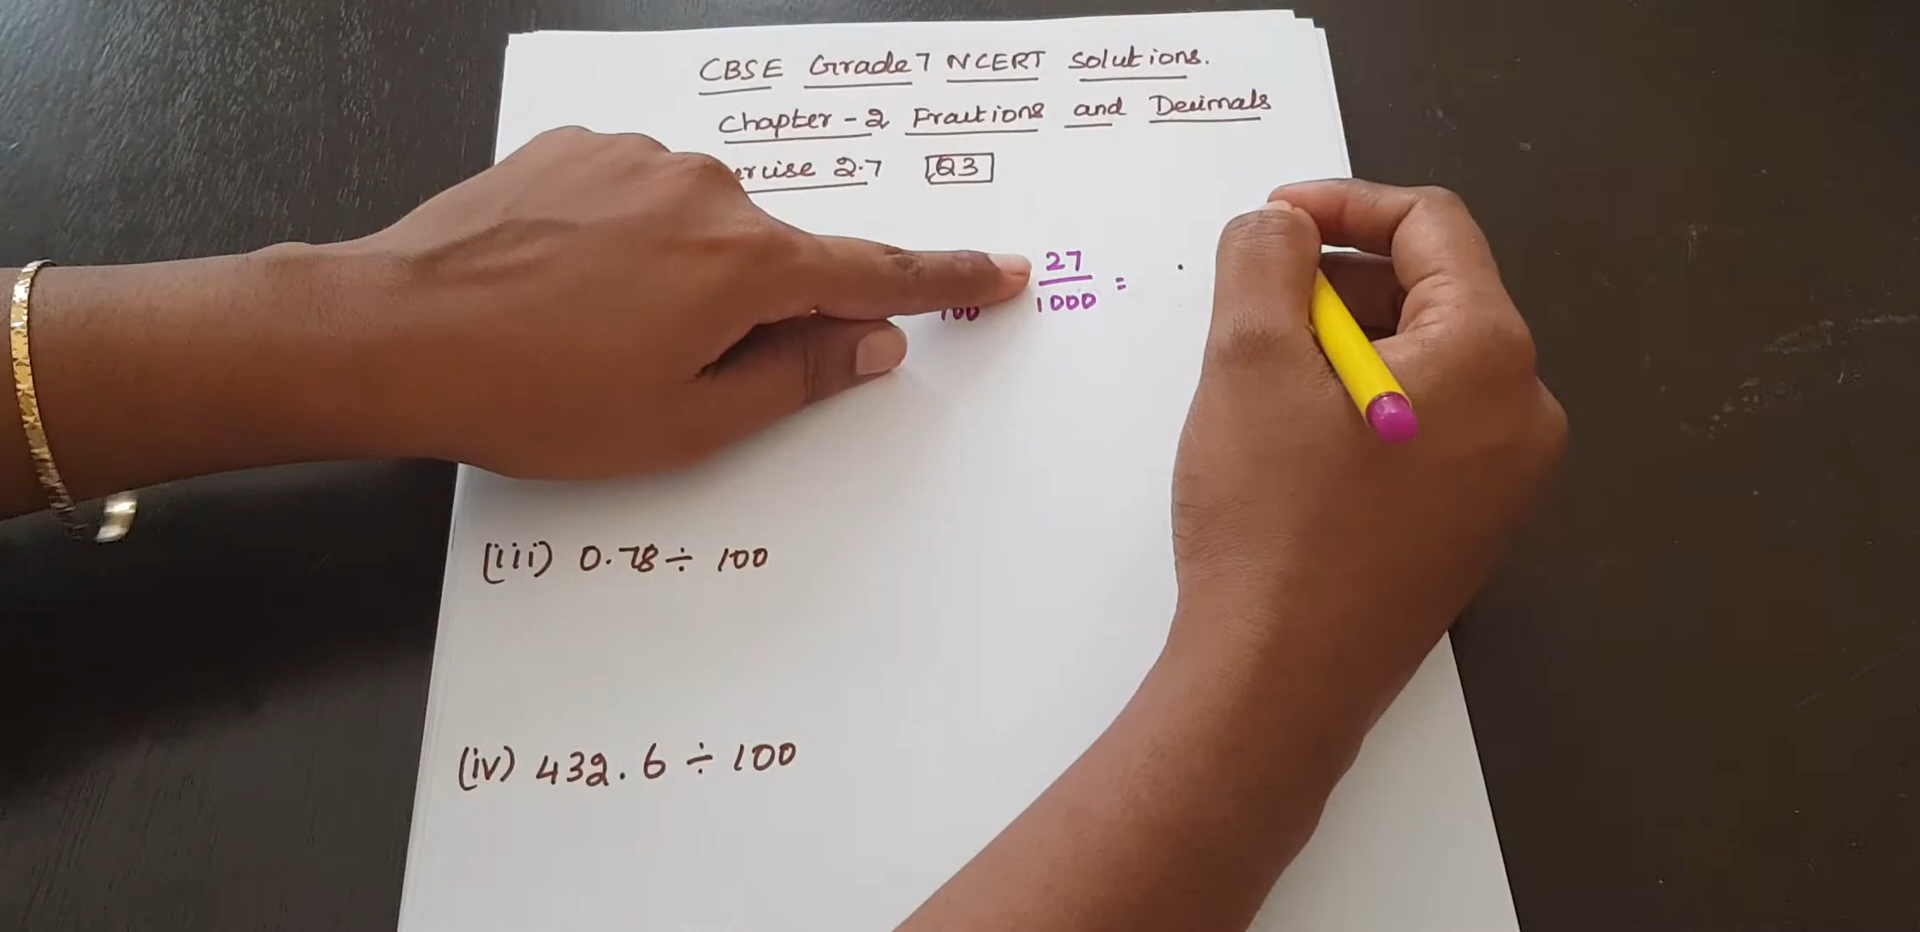 CBSE Grade 7 NCERT Solutions.
Chapter - 2 Fractions and Decimals
ercise 2.7 Q3
100 27/1000 = .
(iii) 0.78 ÷ 100
(iv) 432.6 ÷ 100